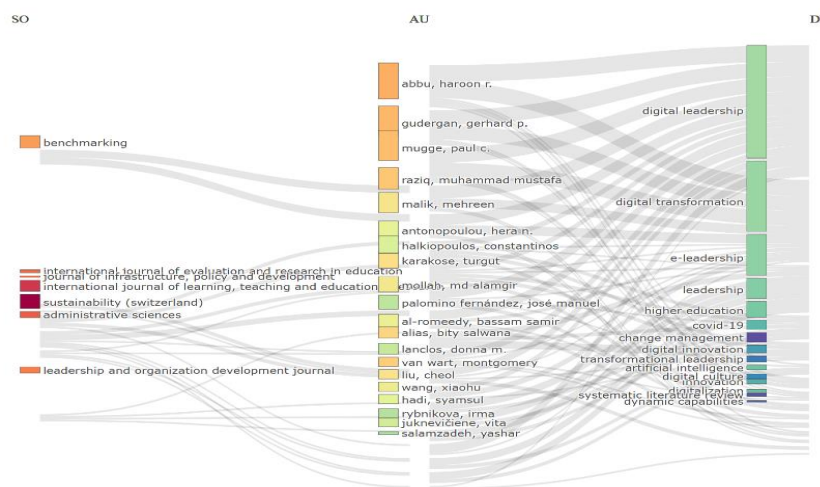 SO
AU
D
benchmarking
international journal of evaluation and research in education
journal of infrastructure, policy and development
international journal of learning, teaching and education
sustainability (switzerland)
administrative sciences
leadership and organization development journal
abbu, haroon r.
gudergan, gerhard p.
mugge, paul c.
raziq, muhammad mustafa
malik, mehreen
antonopoulou, hera in.
halkiopoulos, constantinos
karakose, turgut
mollah, md alamgir
palomino fernández, josé manuel
al-romeedy, bassam samir
alias, bity salwana
lanclos, donna m.
van wart, montgomery
liu, cheol
wang, xiaohu
hadi, syamsul
rybnikova, irma
juknevičienė, vita
salamzadeh, yashar
digital leadership
digital transformation
e-leadership
leadership
higher education
covid-19
change management
digital innovation
transformational leadership
artificial intelligence
digital culture
innovation
digitalization
systematic literature review
dynamic capabilities